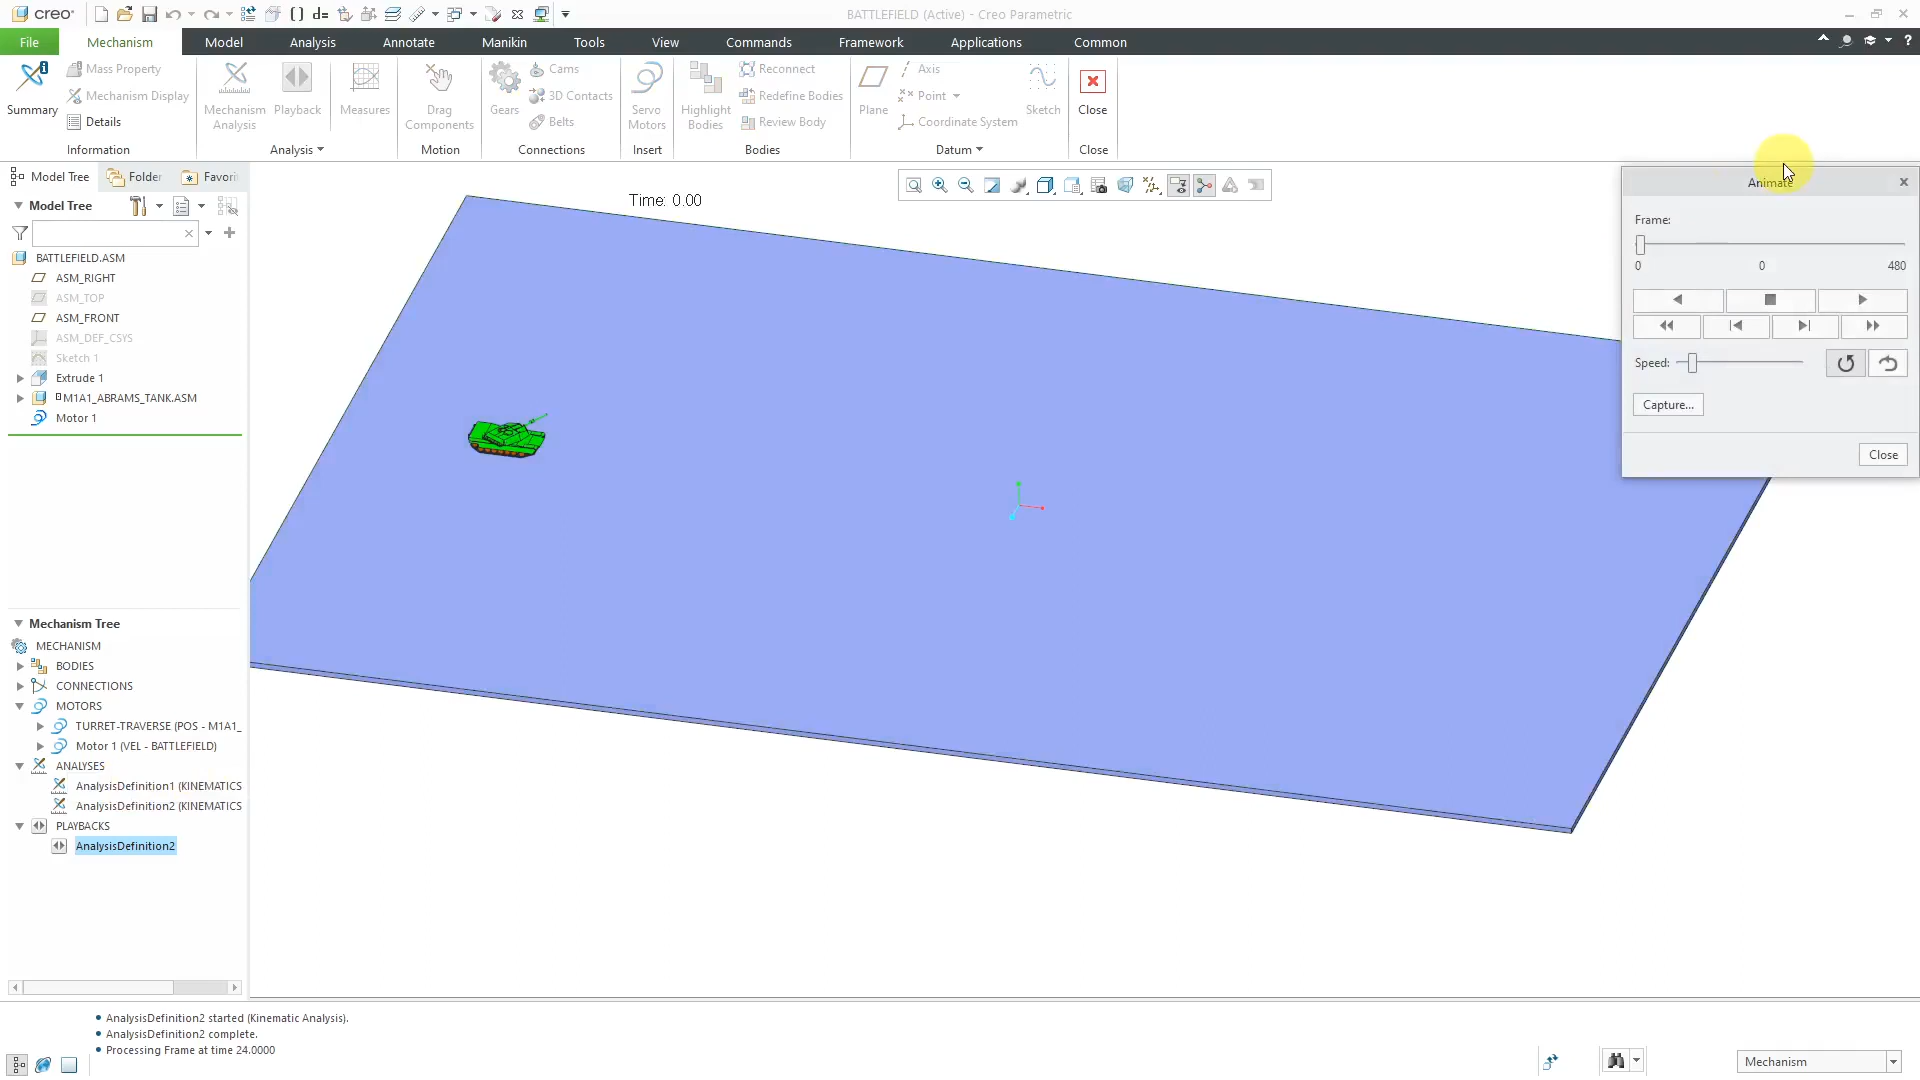 creo°
BATTLEFIELD (Active) - Creo Parametric
File Mechanism Model Analysis Annotate Manikin Tools View Commands Framework Applications Common
Summary
Mass Property
Mechanism Display
Details
Information
Mechanism
Analysis
Playback
Measures
Analysis
Drag
Components
Motion
Gears
Cams
3D Contacts
Belts
Connections
Servo
Motors
Insert
Highlight
Bodies
Reconnect
Redefine Bodies
Review Body
Bodies
Plane
Axis
Point
Coordinate System
Sketch
Datum
Close
Close
Model Tree Folder Favori
Model Tree
BATTLEFIELD.ASM
ASM_RIGHT
ASM_TOP
ASM_FRONT
ASM_DEF_CSYS
Sketch 1
Extrude 1
M1A1_ABRAMS_TANK.ASM
Motor 1
Mechanism Tree
MECHANISM
BODIES
CONNECTIONS
MOTORS
TURRET-TRAVERSE (POS - M1A1_
Motor 1 (VEL - BATTLEFIELD)
ANALYSES
AnalysisDefinition1 (KINEMATICS
AnalysisDefinition2 (KINEMATICS
PLAYBACKS
AnalysisDefinition2
Time: 0.00
Animate
Frame:
0 0 480
Speed:
Capture...
Close
AnalysisDefinition2 started (Kinematic Analysis).
AnalysisDefinition2 complete.
Processing Frame at time 24.0000
Mechanism